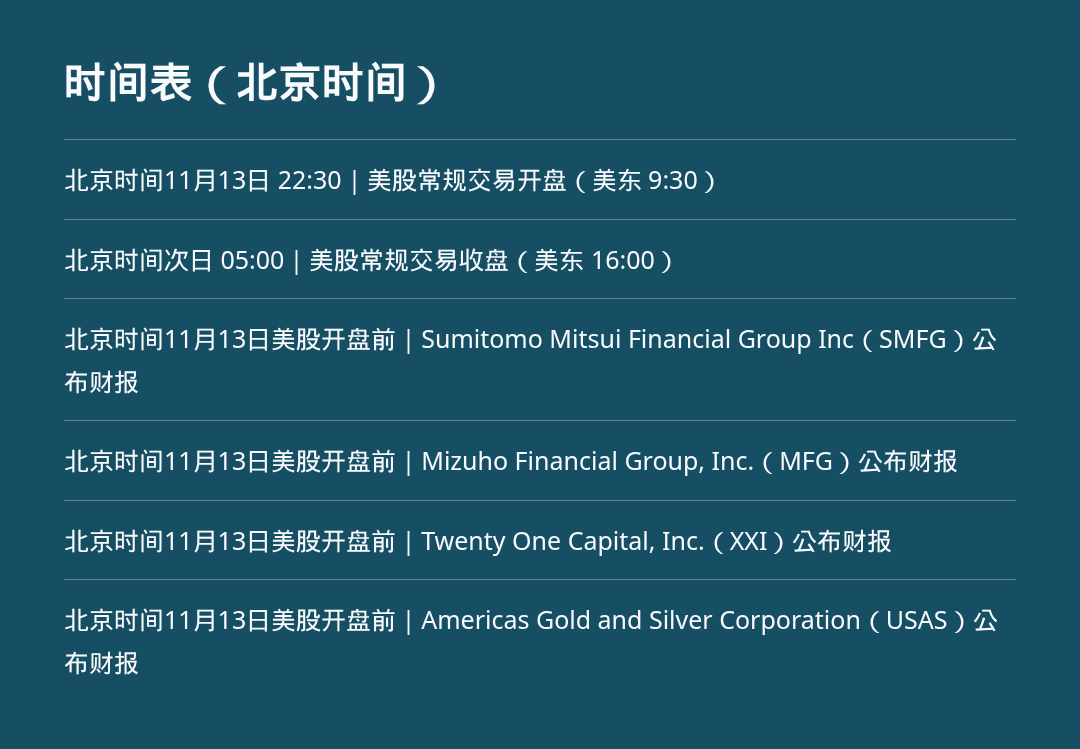 时间表（北京时间）
北京时间11月13日 22:30 | 美股常规交易开盘（美东 9:30）
北京时间次日 05:00 | 美股常规交易收盘（美东 16:00）
北京时间11月13日美股开盘前 | Sumitomo Mitsui Financial Group Inc（SMFG）公
布财报
北京时间11月13日美股开盘前 | Mizuho Financial Group, Inc.（MFG）公布财报
北京时间11月13日美股开盘前 | Twenty One Capital, Inc.（XXI）公布财报
北京时间11月13日美股开盘前 | Americas Gold and Silver Corporation（USAS）公
布财报